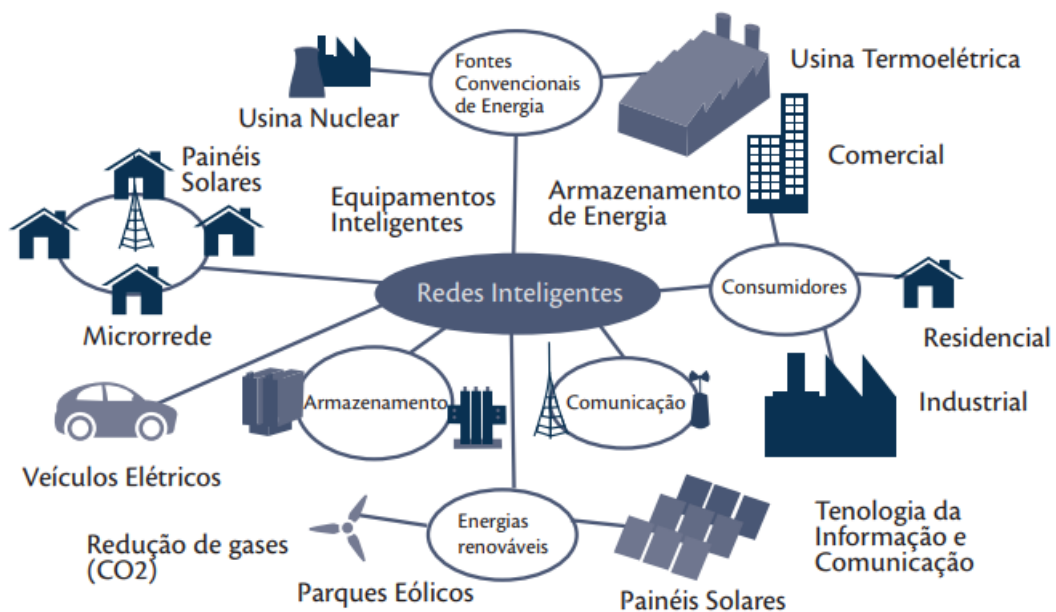 Fontes
Convencionais
de Energia
Usina Termoelétrica
Usina Nuclear
Comercial
Painéis
Solares
Equipamentos
Inteligentes
Armazenamento
de Energia
Redes Inteligentes
Consumidores
Microrrede
Residencial
Armazenamento
Comunicação
Industrial
Veículos Elétricos
Energias
renováveis
Tenologia da
Informação e
Comunicação
Redução de gases
(CO2)
Parques Eólicos
Painéis Solares